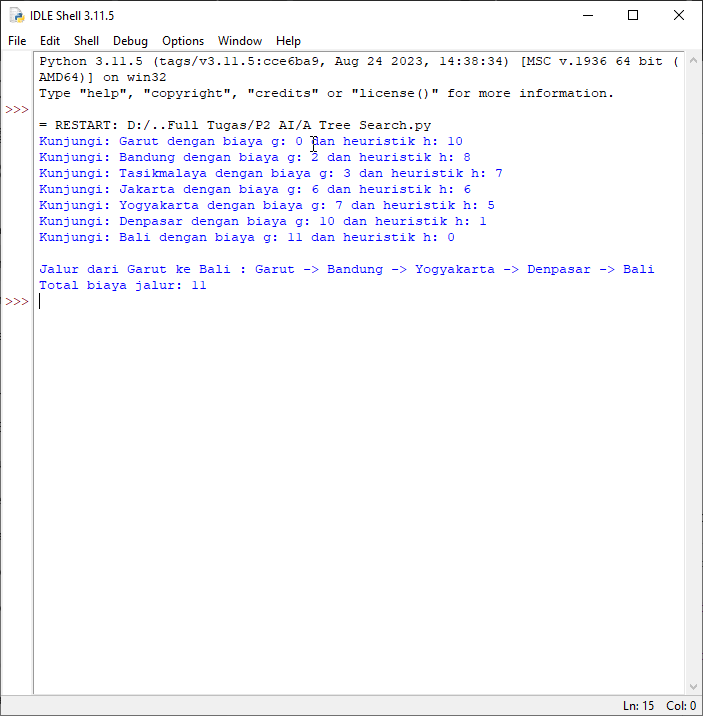 IDLE Shell 3.11.5
File Edit Shell Debug Options Window Help
Python 3.11.5 (tags/v3.11.5:cce6ba9, Aug 24 2023, 14:38:34) [MSC v.1936 64 bit (
AMD64)] on win32
Type "help", "copyright", "credits" or "license()" for more information.
>>>
= RESTART: D:/..Full Tugas/P2 AI/A Tree Search.py
Kunjungi: Garut dengan biaya g: 0 dan heuristik h: 10
Kunjungi: Bandung dengan biaya g: 2 dan heuristik h: 8
Kunjungi: Tasikmalaya dengan biaya g: 3 dan heuristik h: 7
Kunjungi: Jakarta dengan biaya g: 6 dan heuristik h: 6
Kunjungi: Yogyakarta dengan biaya g: 7 dan heuristik h: 5
Kunjungi: Denpasar dengan biaya g: 10 dan heuristik h: 1
Kunjungi: Bali dengan biaya g: 11 dan heuristik h: 0
Jalur dari Garut ke Bali : Garut -> Bandung -> Yogyakarta -> Denpasar -> Bali
Total biaya jalur: 11
>>>
Ln: 15 Col: 0